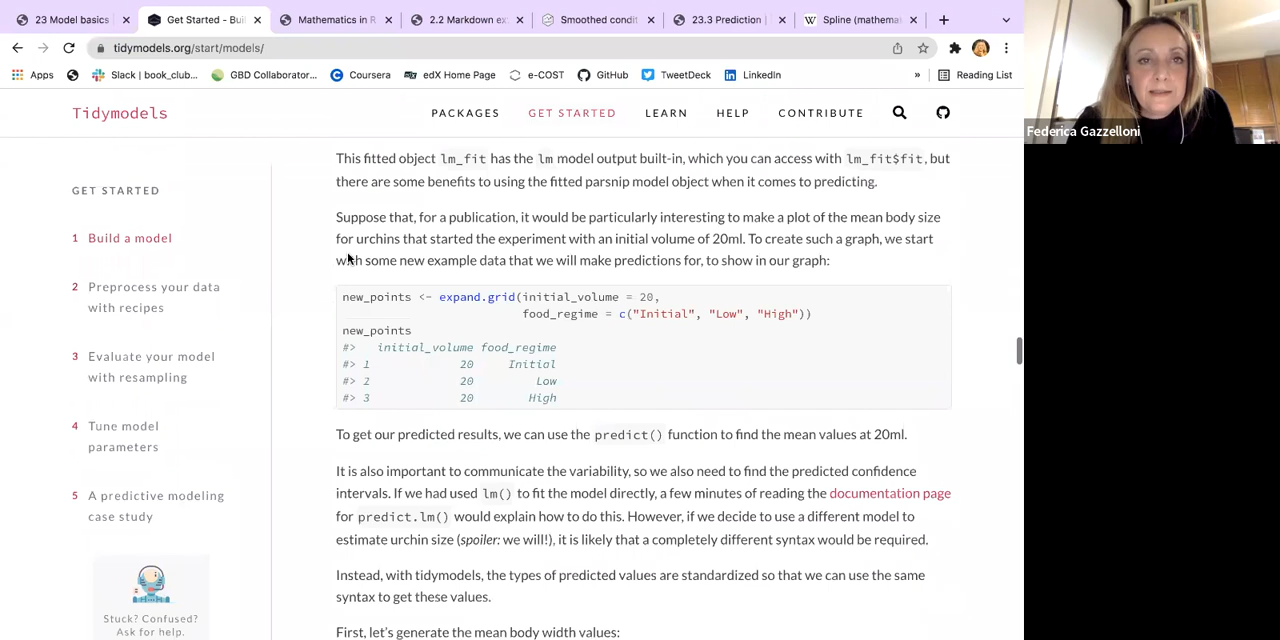 23 Model basics
Get Started - Buil
Mathematics in R
2.2 Markdown ex
Smoothed condit
23.3 Prediction |
Spline (mathema
tidymodels.org/start/models/
Apps
Slack | book_club...
GBD Collaborator...
Coursera
edX Home Page
e-COST
GitHub
TweetDeck
LinkedIn
»
Reading List
Tidymodels
PACKAGES
GET STARTED
LEARN
HELP
CONTRIBUTE
Federica Gazzelloni
GET STARTED
1 Build a model
2 Preprocess your data
with recipes
3 Evaluate your model
with resampling
4 Tune model
parameters
5 A predictive modeling
case study
Stuck? Confused?
Ask for help.
This fitted object lm_fit has the lm model output built-in, which you can access with lm_fit$fit, but
there are some benefits to using the fitted parsnip model object when it comes to predicting.
Suppose that, for a publication, it would be particularly interesting to make a plot of the mean body size
for urchins that started the experiment with an initial volume of 20ml. To create such a graph, we start
with some new example data that we will make predictions for, to show in our graph:
new_points <- expand.grid(initial_volume = 20,
food_regime = c("Initial", "Low", "High"))
new_points
#> initial_volume food_regime
#> 1 20 Initial
#> 2 20 Low
#> 3 20 High
To get our predicted results, we can use the predict() function to find the mean values at 20ml.
It is also important to communicate the variability, so we also need to find the predicted confidence
intervals. If we had used lm() to fit the model directly, a few minutes of reading the documentation page
for predict.lm() would explain how to do this. However, if we decide to use a different model to
estimate urchin size (spoiler: we will!), it is likely that a completely different syntax would be required.
Instead, with tidymodels, the types of predicted values are standardized so that we can use the same
syntax to get these values.
First, let's generate the mean body width values: